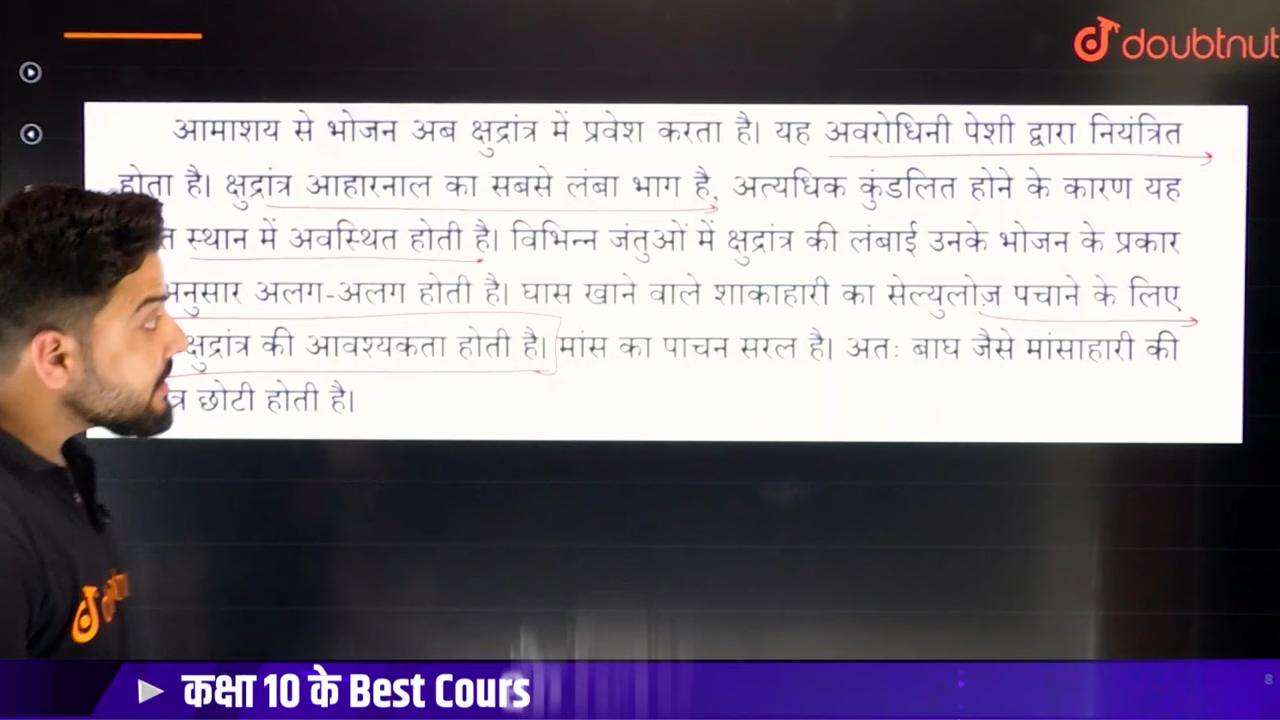 doubtnut
आमाशय से भोजन अब क्षुद्रांत्र में प्रवेश करता है। यह अवरोधिनी पेशी द्वारा नियंत्रित
होता है। क्षुद्रांत्र आहारनाल का सबसे लंबा भाग है, अत्यधिक कुंडलित होने के कारण यह
स्थान में अवस्थित होती है। विभिन्न जंतुओं में क्षुद्रांत्र की लंबाई उनके भोजन के प्रकार
अनुसार अलग-अलग होती है। घास खाने वाले शाकाहारी का सेल्युलोज़ पचाने के लिए
क्षुद्रांत्र की आवश्यकता होती है। मांस का पाचन सरल है। अतः बाघ जैसे मांसाहारी की
छोटी होती है।
कक्षा 10 के Best Cours
8